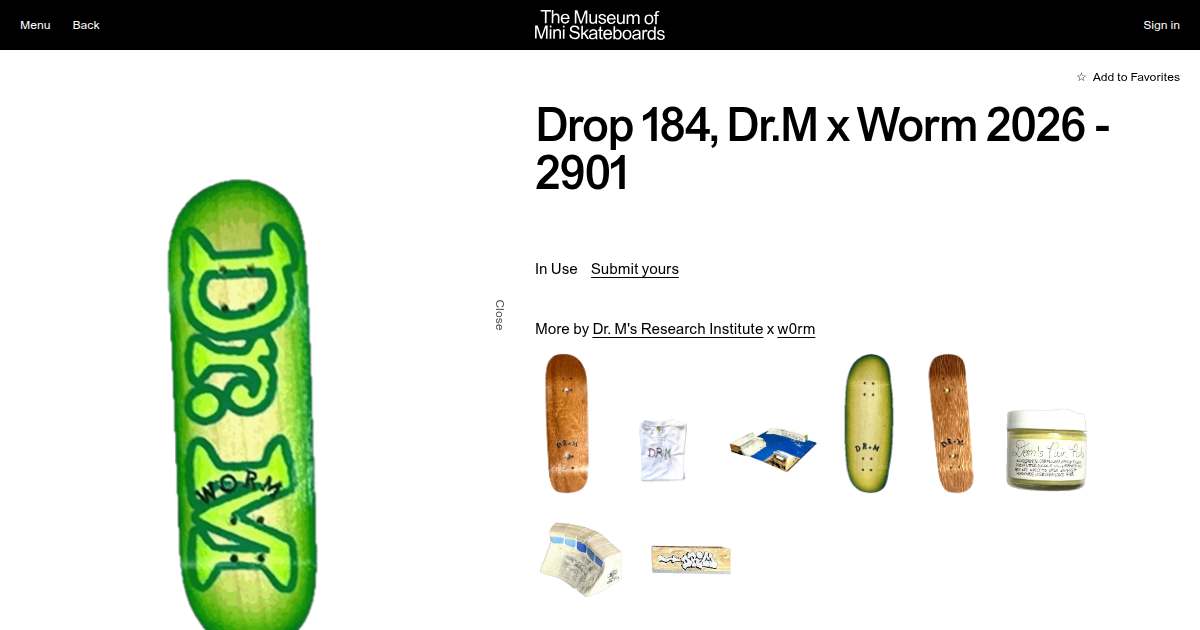 Menu
Back
The Museum of
Mini Skateboards
Sign in
☆ Add to Favorites
Drop 184, Dr.M x Worm 2026 -
2901
In Use Submit yours
Close
More by Dr. M's Research Institute x w0rm
Dr. M
WORM
DR.M
DR.M
DR.M